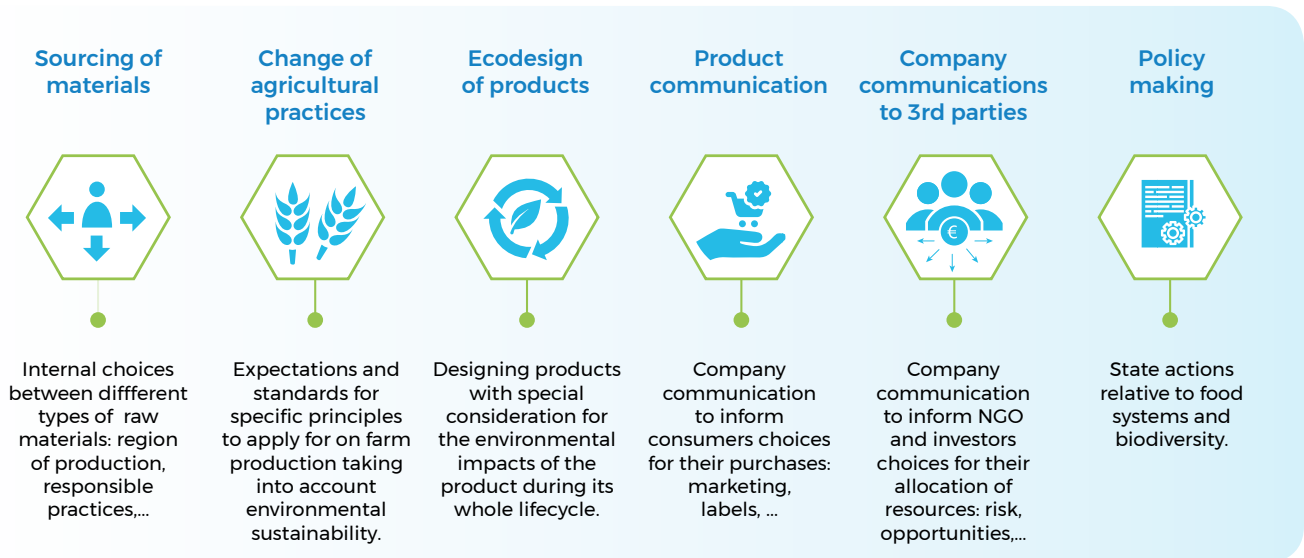 Sourcing of
materials
Change of
agricultural
practices
Ecodesign
of products
Product
communication
Company
communications
to 3rd parties
Policy
making
€
Internal choices
between diffferent
types of raw
materials: region
of production,
responsible
practices,...
Expectations and
standards for
specific principles
to apply for on farm
production taking
into account
environmental
sustainability.
Designing products
with special
consideration for
the environmental
impacts of the
product during its
whole lifecycle.
Company
communication
to inform
consumers choices
for their purchases:
marketing,
labels, ...
Company
communication
to inform NGO
and investors
choices for their
allocation of
resources: risk,
opportunities,...
State actions
relative to food
systems and
biodiversity.